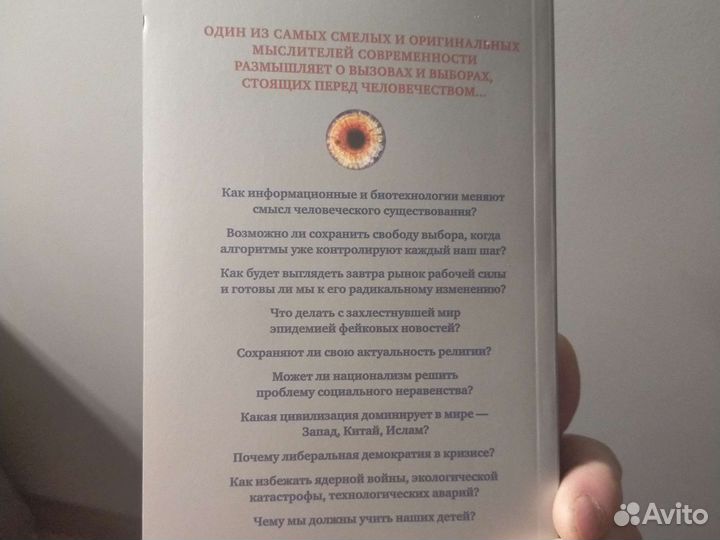 ОДИН ИЗ САМЫХ СМЕЛЫХ И ОРИГИНАЛЬНЫХ
МЫСЛИТЕЛЕЙ СОВРЕМЕННОСТИ
РАЗМЫШЛЯЕТ О ВЫЗОВАХ И ВЫБОРАХ,
СТОЯЩИХ ПЕРЕД ЧЕЛОВЕЧЕСТВОМ...
Как информационные и биотехнологии меняют
смысл человеческого существования?
Возможно ли сохранить свободу выбора, когда
алгоритмы уже контролируют каждый наш шаг?
Как будет выглядеть завтра рынок рабочей силы
и готовы ли мы к его радикальному изменению?
Что делать с захлестнувшей мир
эпидемией фейковых новостей?
Сохраняют ли свою актуальность религии?
Может ли национализм решить
проблему социального неравенства?
Какая цивилизация доминирует в мире —
Запад, Китай, Ислам?
Почему либеральная демократия в кризисе?
Как избежать ядерной войны, экологической
катастрофы, технологических аварий?
Чему мы должны учить наших детей?
Avito